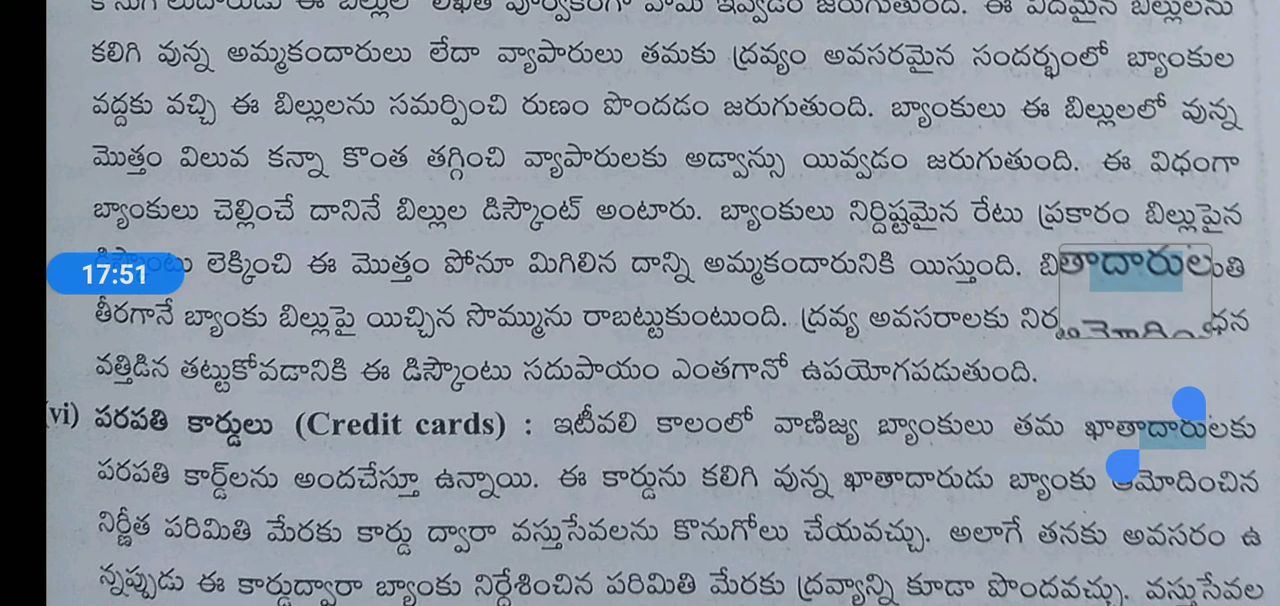 కలిగి వున్న అమ్మకందారులు లేదా వ్యాపారులు తమకు ద్రవ్యం అవసరమైన సందర్భంలో బ్యాంకుల
వద్దకు వచ్చి ఈ బిల్లులను సమర్పించి రుణం పొందడం జరుగుతుంది. బ్యాంకులు ఈ బిల్లులలో వున్న
మొత్తం విలువ కన్నా కొంత తగ్గించి వ్యాపారులకు అడ్వాన్సు యివ్వడం జరుగుతుంది. ఈ విధంగా
బ్యాంకులు చెల్లించే దానినే బిల్లుల డిస్కౌంట్ అంటారు. బ్యాంకులు నిర్దిష్టమైన రేటు ప్రకారం బిల్లుపైన
17:51 లెక్కించి ఈ మొత్తం పోనూ మిగిలిన దాన్ని అమ్మకందారునికి యిస్తుంది.
తీరగానే బ్యాంకు బిల్లుపై యిచ్చిన సొమ్మును రాబట్టుకుంటుంది. ద్రవ్య అవసరాలకు
వత్తిడిన తట్టుకోవడానికి ఈ డిస్కౌంటు సదుపాయం ఎంతగానో ఉపయోగపడుతుంది.
(vi) పరపతి కార్డులు (Credit cards) : ఇటీవలి కాలంలో వాణిజ్య బ్యాంకులు తమ ఖాతాదారులకు
పరపతి కార్డ్‌లను అందచేస్తూ ఉన్నాయి. ఈ కార్డును కలిగి వున్న ఖాతాదారుడు బ్యాంకు ఆమోదించిన
నిర్ణీత పరిమితి మేరకు కార్డు ద్వారా వస్తుసేవలను కొనుగోలు చేయవచ్చు. అలాగే తనకు అవసరం ఉ
న్నప్పుడు ఈ కార్డుద్వారా బ్యాంకు నిర్దేశించిన పరిమితి మేరకు ద్రవ్యాన్ని కూడా పొందవచ్చు. వస్తుసేవల